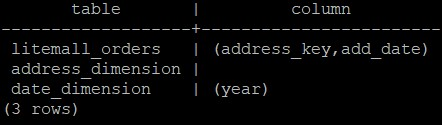 table | column
-------------------+-------------------------
litemall_orders | (address_key,add_date)
address_dimension |
date_dimension | (year)
(3 rows)